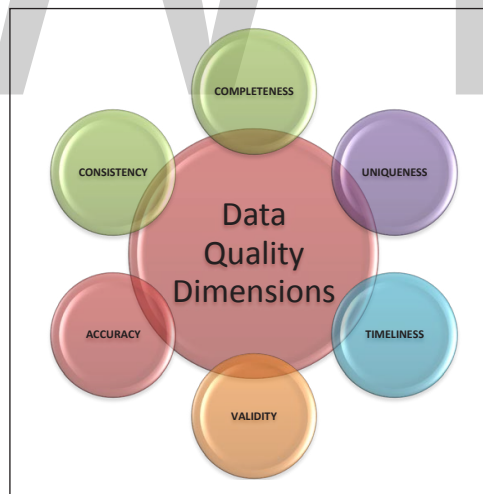 COMPLETENESS
CONSISTENCY
UNIQUENESS
Data
Quality
Dimensions
ACCURACY
TIMELINESS
VALIDITY